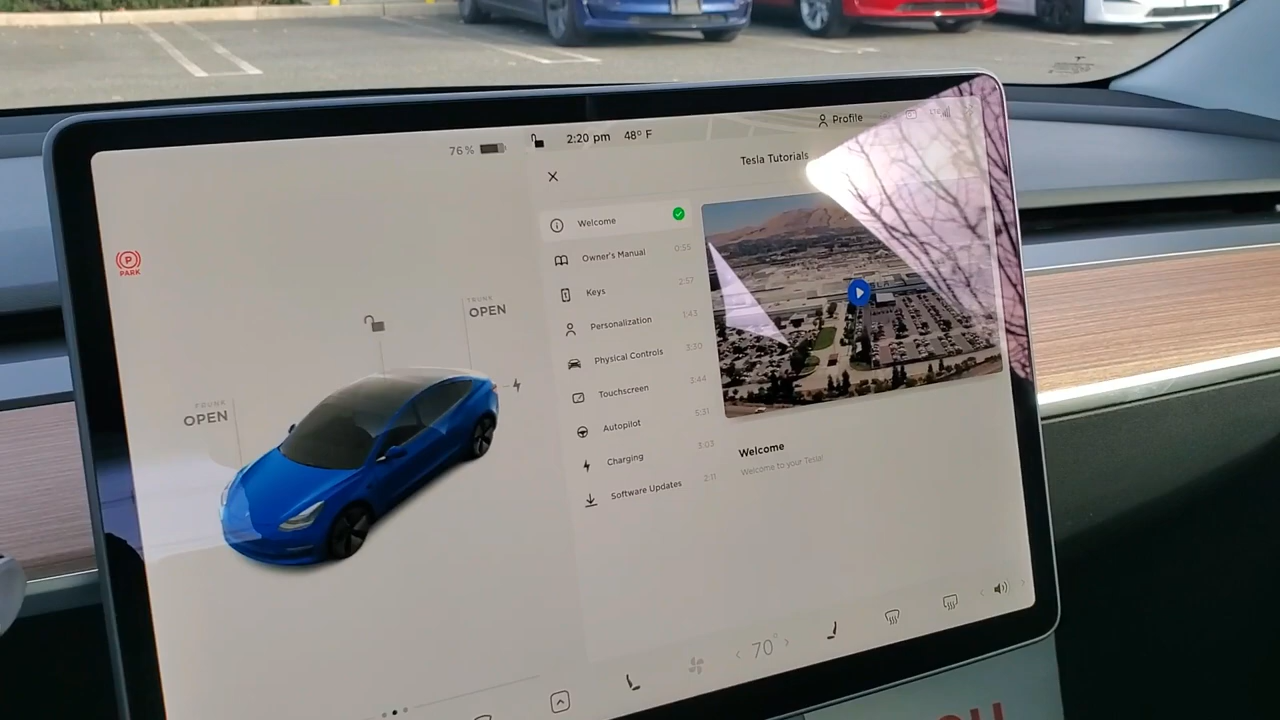 76%
2:20 pm 48° F
Profile
Tesla Tutorials
PARK
TRUNK
OPEN
FRUNK
OPEN
Welcome
Owner's Manual 0:55
Keys 2:57
Personalization 1:43
Physical Controls 3:30
Touchscreen 3:44
Autopilot 5:31
Charging 3:03
Software Updates 2:11
Welcome
Welcome to your Tesla!
70°